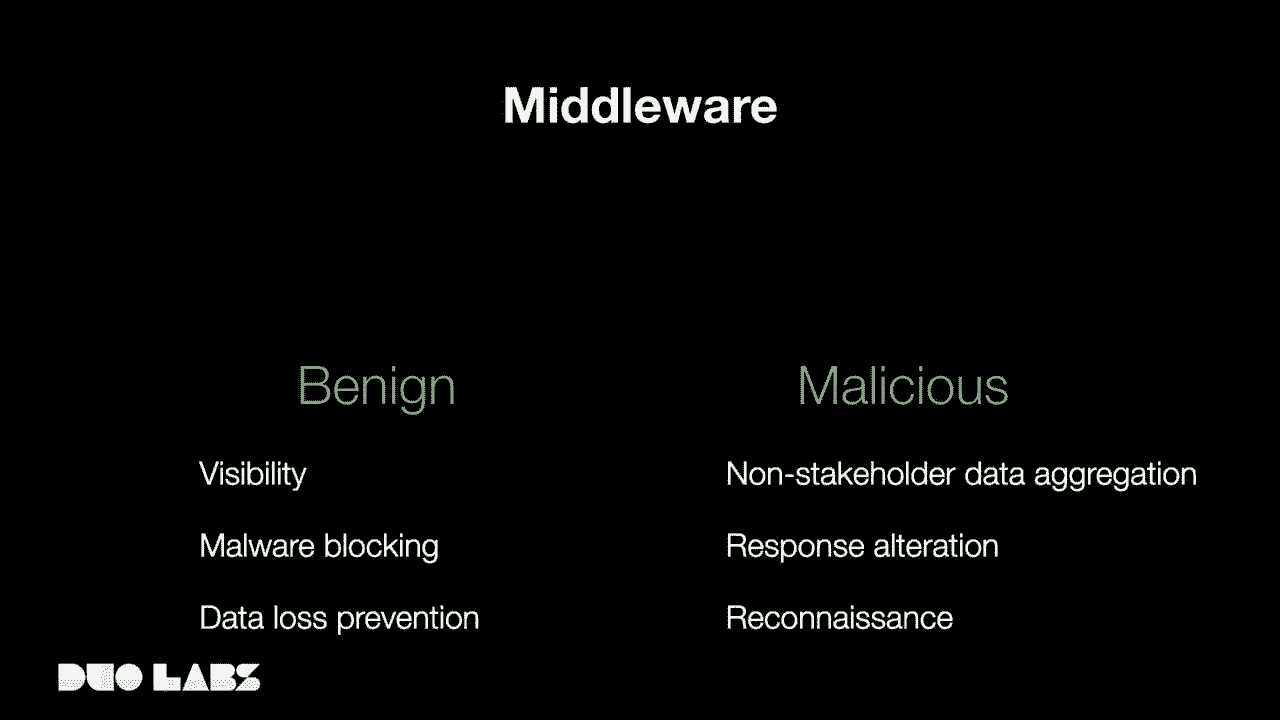 Middleware
Benign
Visibility
Malware blocking
Data loss prevention
Malicious
Non-stakeholder data aggregation
Response alteration
Reconnaissance
DUO LABS